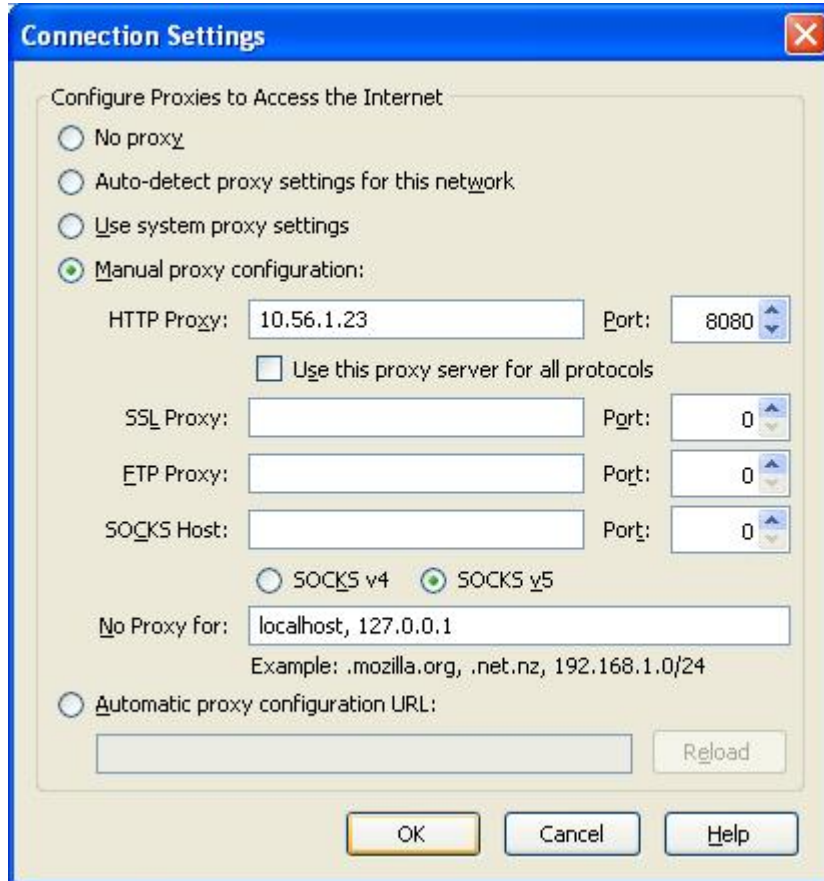 Connection Settings
Configure Proxies to Access the Internet
No proxy
Auto-detect proxy settings for this network
Use system proxy settings
Manual proxy configuration:
HTTP Proxy: 10.56.1.23 Port: 8080
Use this proxy server for all protocols
SSL Proxy: Port: 0
FTP Proxy: Port: 0
SOCKS Host: Port: 0
SOCKS v4 SOCKS v5
No Proxy for: localhost, 127.0.0.1
Example: .mozilla.org, .net.nz, 192.168.1.0/24
Automatic proxy configuration URL:
Reload
OK Cancel Help